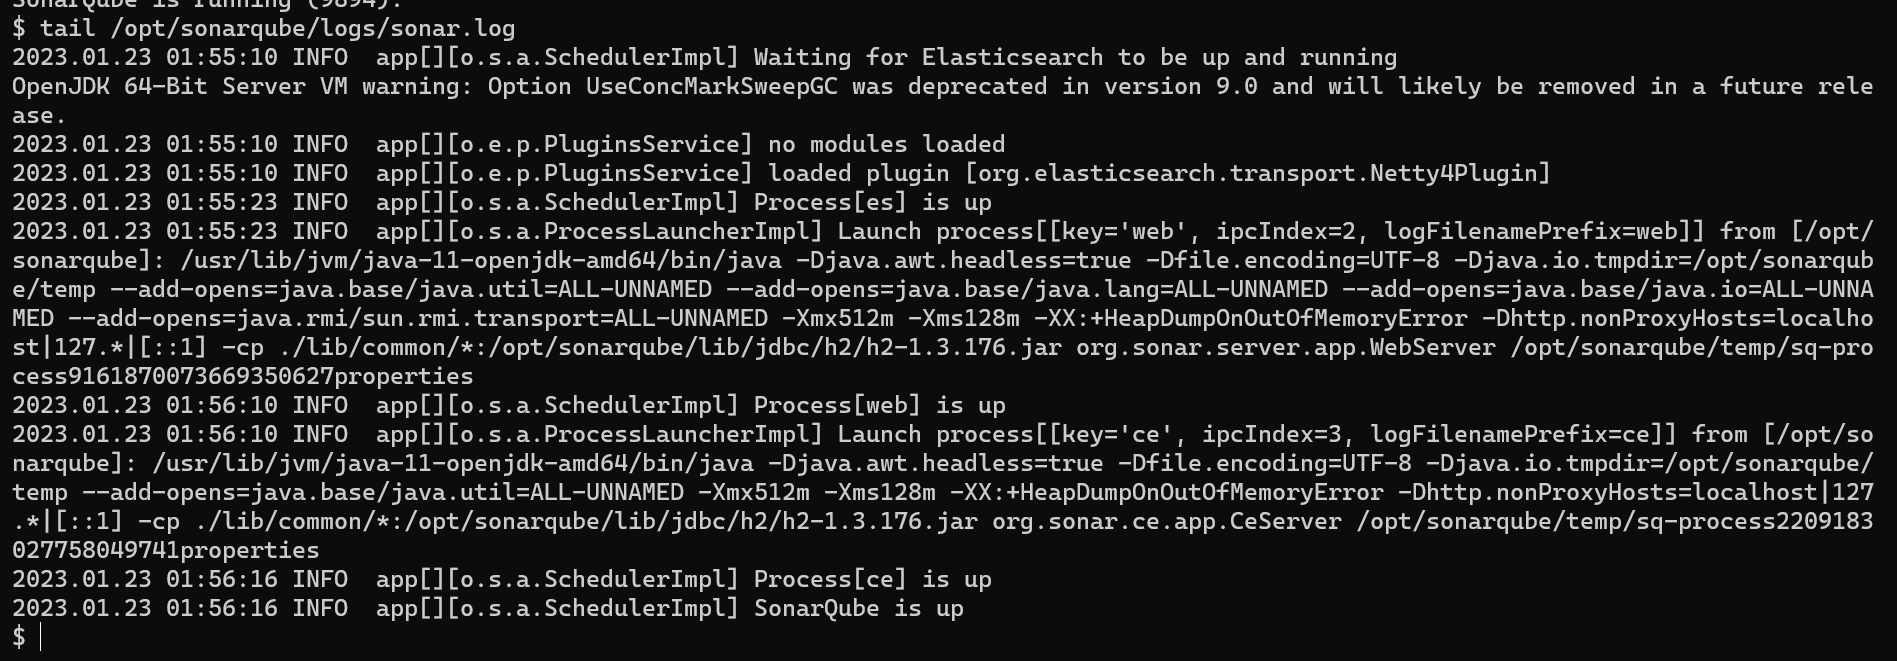 SonarQube is running (9894).
$ tail /opt/sonarqube/logs/sonar.log
2023.01.23 01:55:10 INFO  app[][o.s.a.SchedulerImpl] Waiting for Elasticsearch to be up and running
OpenJDK 64-Bit Server VM warning: Option UseConcMarkSweepGC was deprecated in version 9.0 and will likely be removed in a future rele
ase.
2023.01.23 01:55:10 INFO  app[][o.e.p.PluginsService] no modules loaded
2023.01.23 01:55:10 INFO  app[][o.e.p.PluginsService] loaded plugin [org.elasticsearch.transport.Netty4Plugin]
2023.01.23 01:55:23 INFO  app[][o.s.a.SchedulerImpl] Process[es] is up
2023.01.23 01:55:23 INFO  app[][o.s.a.ProcessLauncherImpl] Launch process[[key='web', ipcIndex=2, logFilenamePrefix=web]] from [/opt/
sonarqube]: /usr/lib/jvm/java-11-openjdk-amd64/bin/java -Djava.awt.headless=true -Dfile.encoding=UTF-8 -Djava.io.tmpdir=/opt/sonarqub
e/temp --add-opens=java.base/java.util=ALL-UNNAMED --add-opens=java.base/java.lang=ALL-UNNAMED --add-opens=java.base/java.io=ALL-UNNA
MED --add-opens=java.rmi/sun.rmi.transport=ALL-UNNAMED -Xmx512m -Xms128m -XX:+HeapDumpOnOutOfMemoryError -Dhttp.nonProxyHosts=localho
st|127.*|[::1] -cp ./lib/common/*:/opt/sonarqube/lib/jdbc/h2/h2-1.3.176.jar org.sonar.server.app.WebServer /opt/sonarqube/temp/sq-pro
cess9161870073669350627properties
2023.01.23 01:56:10 INFO  app[][o.s.a.SchedulerImpl] Process[web] is up
2023.01.23 01:56:10 INFO  app[][o.s.a.ProcessLauncherImpl] Launch process[[key='ce', ipcIndex=3, logFilenamePrefix=ce]] from [/opt/so
narqube]: /usr/lib/jvm/java-11-openjdk-amd64/bin/java -Djava.awt.headless=true -Dfile.encoding=UTF-8 -Djava.io.tmpdir=/opt/sonarqube/
temp --add-opens=java.base/java.util=ALL-UNNAMED -Xmx512m -Xms128m -XX:+HeapDumpOnOutOfMemoryError -Dhttp.nonProxyHosts=localhost|127
.*|[::1] -cp ./lib/common/*:/opt/sonarqube/lib/jdbc/h2/h2-1.3.176.jar org.sonar.ce.app.CeServer /opt/sonarqube/temp/sq-process2209183
027758049741properties
2023.01.23 01:56:16 INFO  app[][o.s.a.SchedulerImpl] Process[ce] is up
2023.01.23 01:56:16 INFO  app[][o.s.a.SchedulerImpl] SonarQube is up
$